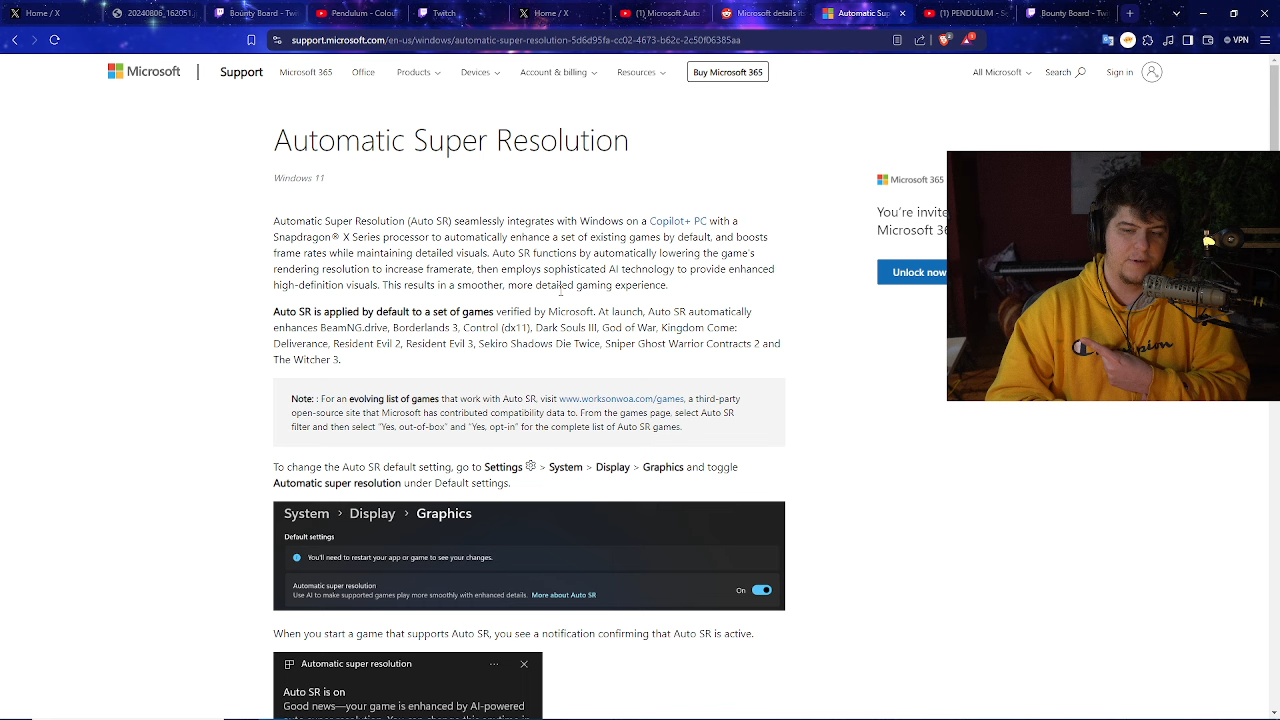 Home / X
20240806_162051.
Bounty Board - Tw
Pendulum - Colou
Twitch
Home / X
Microsoft Auto
Microsoft details its
Automatic Sup
PENDULUM - S
Bounty Board - Tw
support.microsoft.com/en-us/windows/automatic-super-resolution-5d6d95fa-cc02-4673-b62c-2c50f06385aa
VPN
Microsoft
Support
Microsoft 365
Office
Products
Devices
Account & billing
Resources
Buy Microsoft 365
All Microsoft
Search
Sign in
Automatic Super Resolution
Windows 11
Automatic Super Resolution (Auto SR) seamlessly integrates with Windows on a Copilot+ PC with a
Snapdragon® X Series processor to automatically enhance a set of existing games by default, and boosts
frame rates while maintaining detailed visuals. Auto SR functions by automatically lowering the game's
rendering resolution to increase framerate, then employs sophisticated AI technology to provide enhanced
high-definition visuals. This results in a smoother, more detailed gaming experience.
Auto SR is applied by default to a set of games verified by Microsoft. At launch, Auto SR automatically
enhances BeamNG.drive, Borderlands 3, Control (dx11), Dark Souls III, God of War, Kingdom Come:
Deliverance, Resident Evil 2, Resident Evil 3, Sekiro Shadows Die Twice, Sniper Ghost Warrior Contracts 2 and
The Witcher 3.
Note: : For an evolving list of games that work with Auto SR, visit www.worksonwoa.com/games, a third-party
open-source site that Microsoft has contributed compatibility data to. From the games page, select Auto SR
filter and then select "Yes, out-of-box" and "Yes, opt-in" for the complete list of Auto SR games.
To change the Auto SR default setting, go to Settings > System > Display > Graphics and toggle
Automatic super resolution under Default settings.
System > Display > Graphics
Default settings
You'll need to restart your app or game to see your changes.
Automatic super resolution
Use AI to make supported games play more smoothly with enhanced details. More about Auto SR
On
When you start a game that supports Auto SR, you see a notification confirming that Auto SR is active.
Automatic super resolution
Auto SR is on
Good news—your game is enhanced by AI-powered
Microsoft 365
You're invite
Microsoft 36
Unlock now
Champion